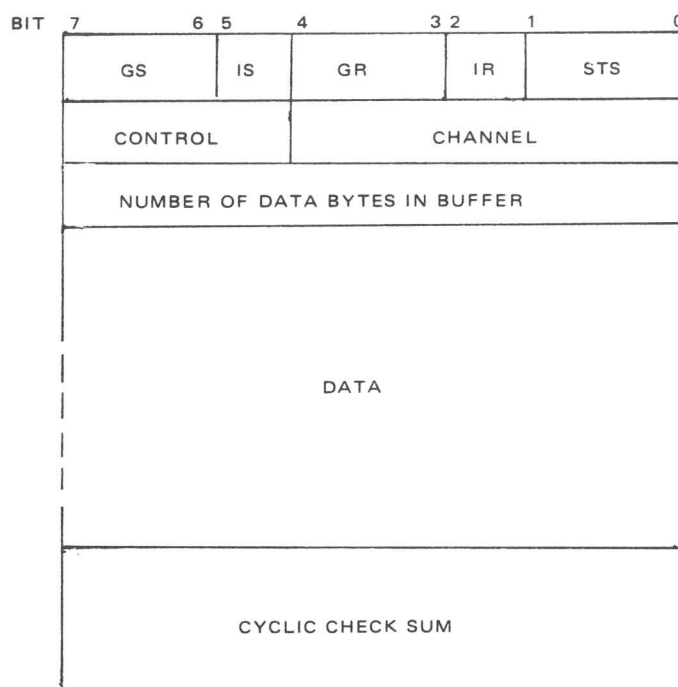 BIT 7 6 5 4 3 2 1 0
GS IS GR IR STS
CONTROL CHANNEL
NUMBER OF DATA BYTES IN BUFFER
DATA
CYCLIC CHECK SUM